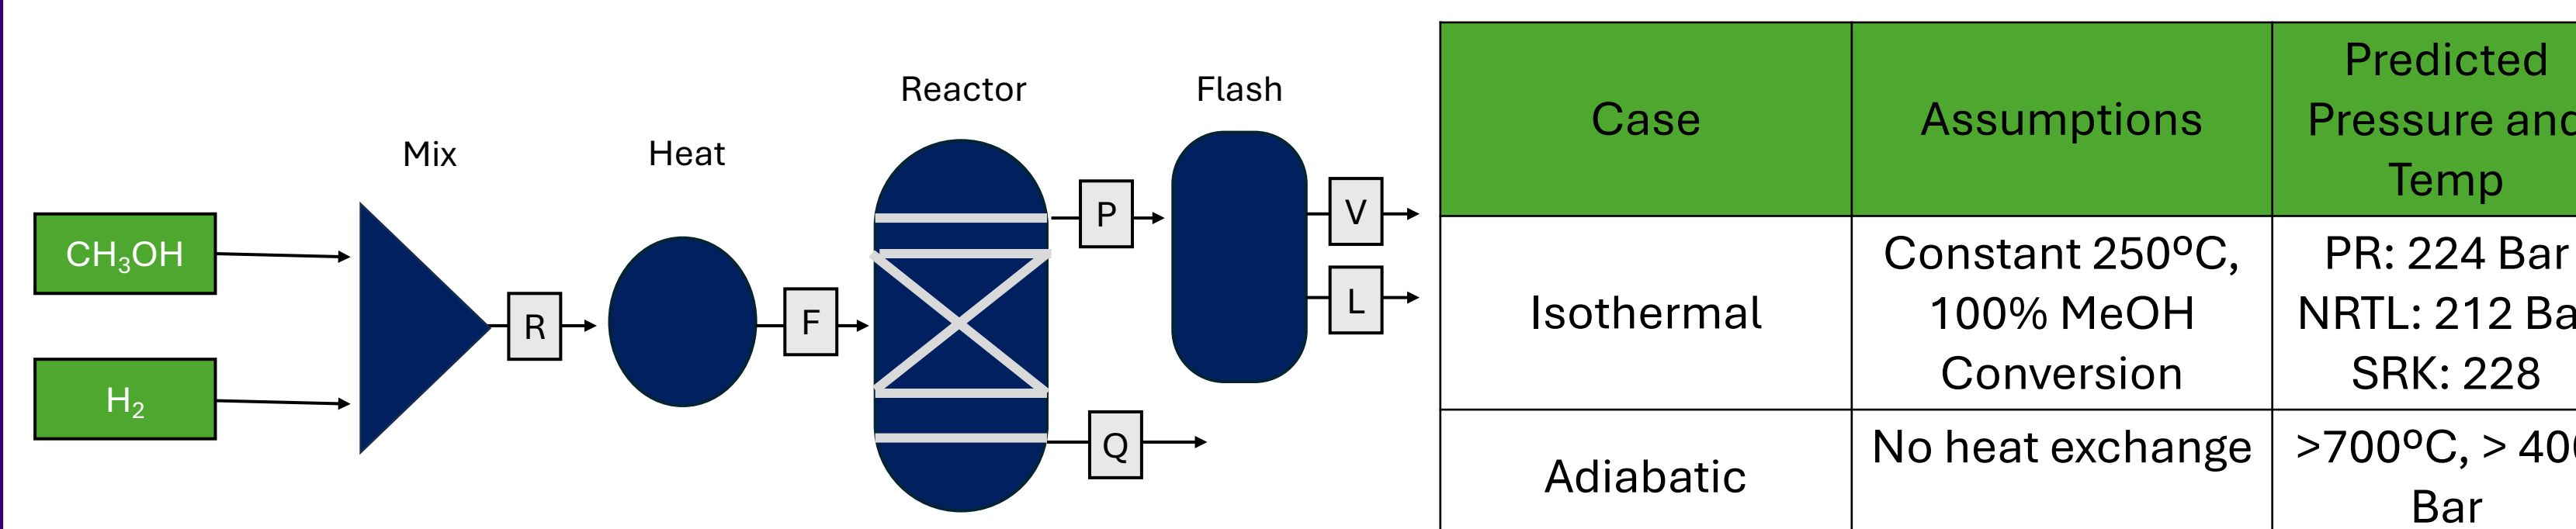 Mix
Heat
Reactor
Flash
CH₃OH
H₂
R
F
P
Q
V
L
Case
Assumptions
Predicted
Pressure and
Temp
Isothermal
Constant 250ºC,
100% MeOH
Conversion
PR: 224 Bar
NRTL: 212 Ba
SRK: 228
Adiabatic
No heat exchange
>700ºC, > 400
Bar